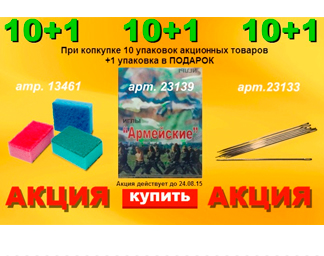 10+1 10+1 10+1
При копкупке 10 упаковок акционных товаров
+1 упаковка в ПОДАРОК
атр. 13461 арт. 23139 арт.23133
ИГЛЫ
"Армейские"
Акция действует до 24.08.15
АКЦИЯ купить АКЦИЯ